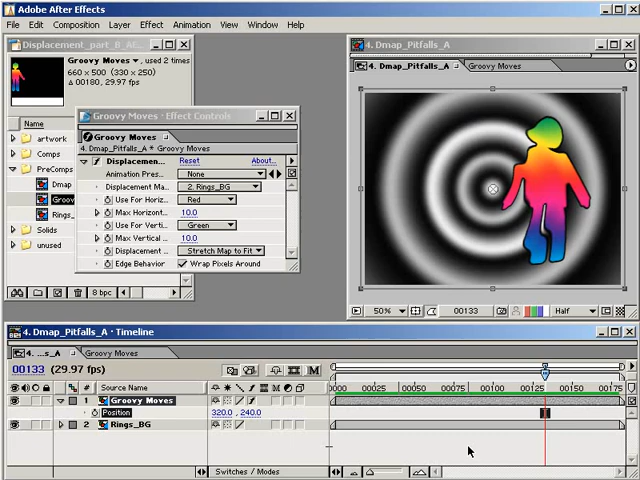 Adobe After Effects
File Edit Composition Layer Effect Animation View Window Help
Displacement_part_B_AE
Groovy Moves ▾, used 2 times
660 x 500 (330 x 250)
Δ 00180, 29.97 fps
Name
artwork
Comps
PreComps
Dmap
Groov
Rings_
Solids
unused
8 bpc
Groovy Moves · Effect Controls
Groovy Moves
4. Dmap_Pitfalls_A * Groovy Moves
Displacemen... Reset About...
Animation Pres... None
Displacement Ma... 2. Rings_BG
Use For Horiz... Red
Max Horizont... 10.0
Use For Verti... Green
Max Vertical ... 10.0
Displacement ... Stretch Map to Fit
Edge Behavior Wrap Pixels Around
4. Dmap_Pitfalls_A
4. Dmap_Pitfalls_A Groovy Moves
50% 00133 Half
4. Dmap_Pitfalls_A · Timeline
4. ...s_A Groovy Moves
00133 (29.97 fps)
# Source Name 0000 00025 00050 00075 00100 00125 00150 00175
1 Groovy Moves
Position 320.0 , 240.0
2 Rings_BG
Switches / Modes